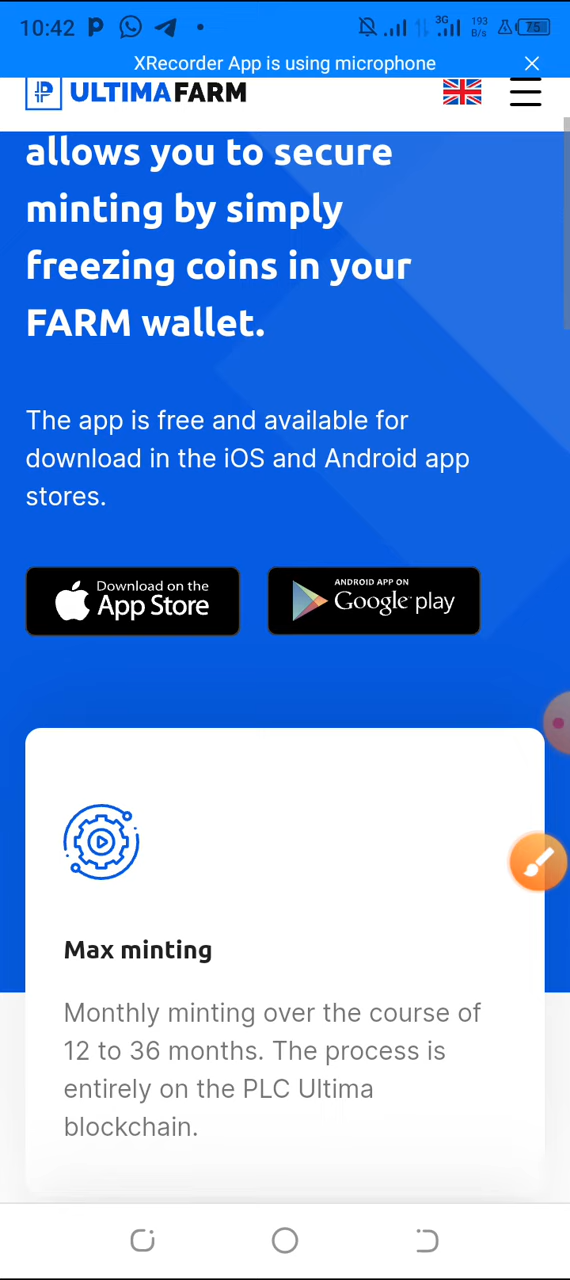 10:42
3G
193
B/s
75
XRecorder App is using microphone
ULTIMAFARM
allows you to secure
minting by simply
freezing coins in your
FARM wallet.
The app is free and available for
download in the iOS and Android app
stores.
Download on the
App Store
ANDROID APP ON
Google play
Max minting
Monthly minting over the course of
12 to 36 months. The process is
entirely on the PLC Ultima
blockchain.